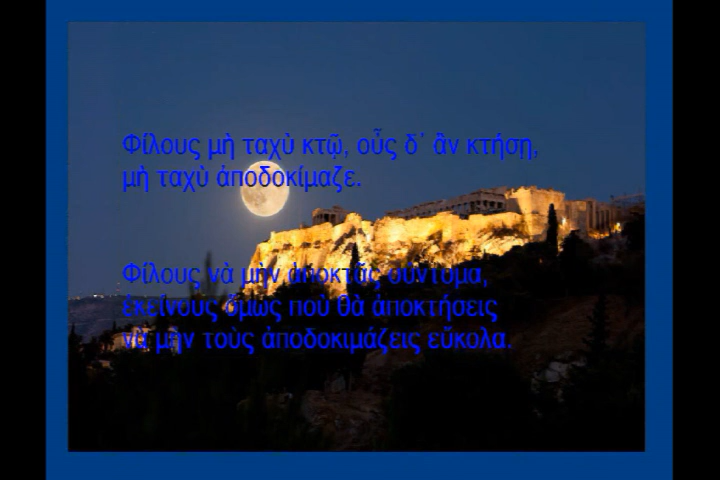 Φίλους μὴ ταχὺ κτῶ, οὓς δ᾽ ἂν κτήσῃ,
μὴ ταχὺ ἀποδοκίμαζε.
Φίλους νὰ μὴν ἀποκτᾶς σύντομα,
ἐκείνους ὅμως ποὺ θὰ ἀποκτήσεις
νὰ μὴν τοὺς ἀποδοκιμάζεις εὔκολα.